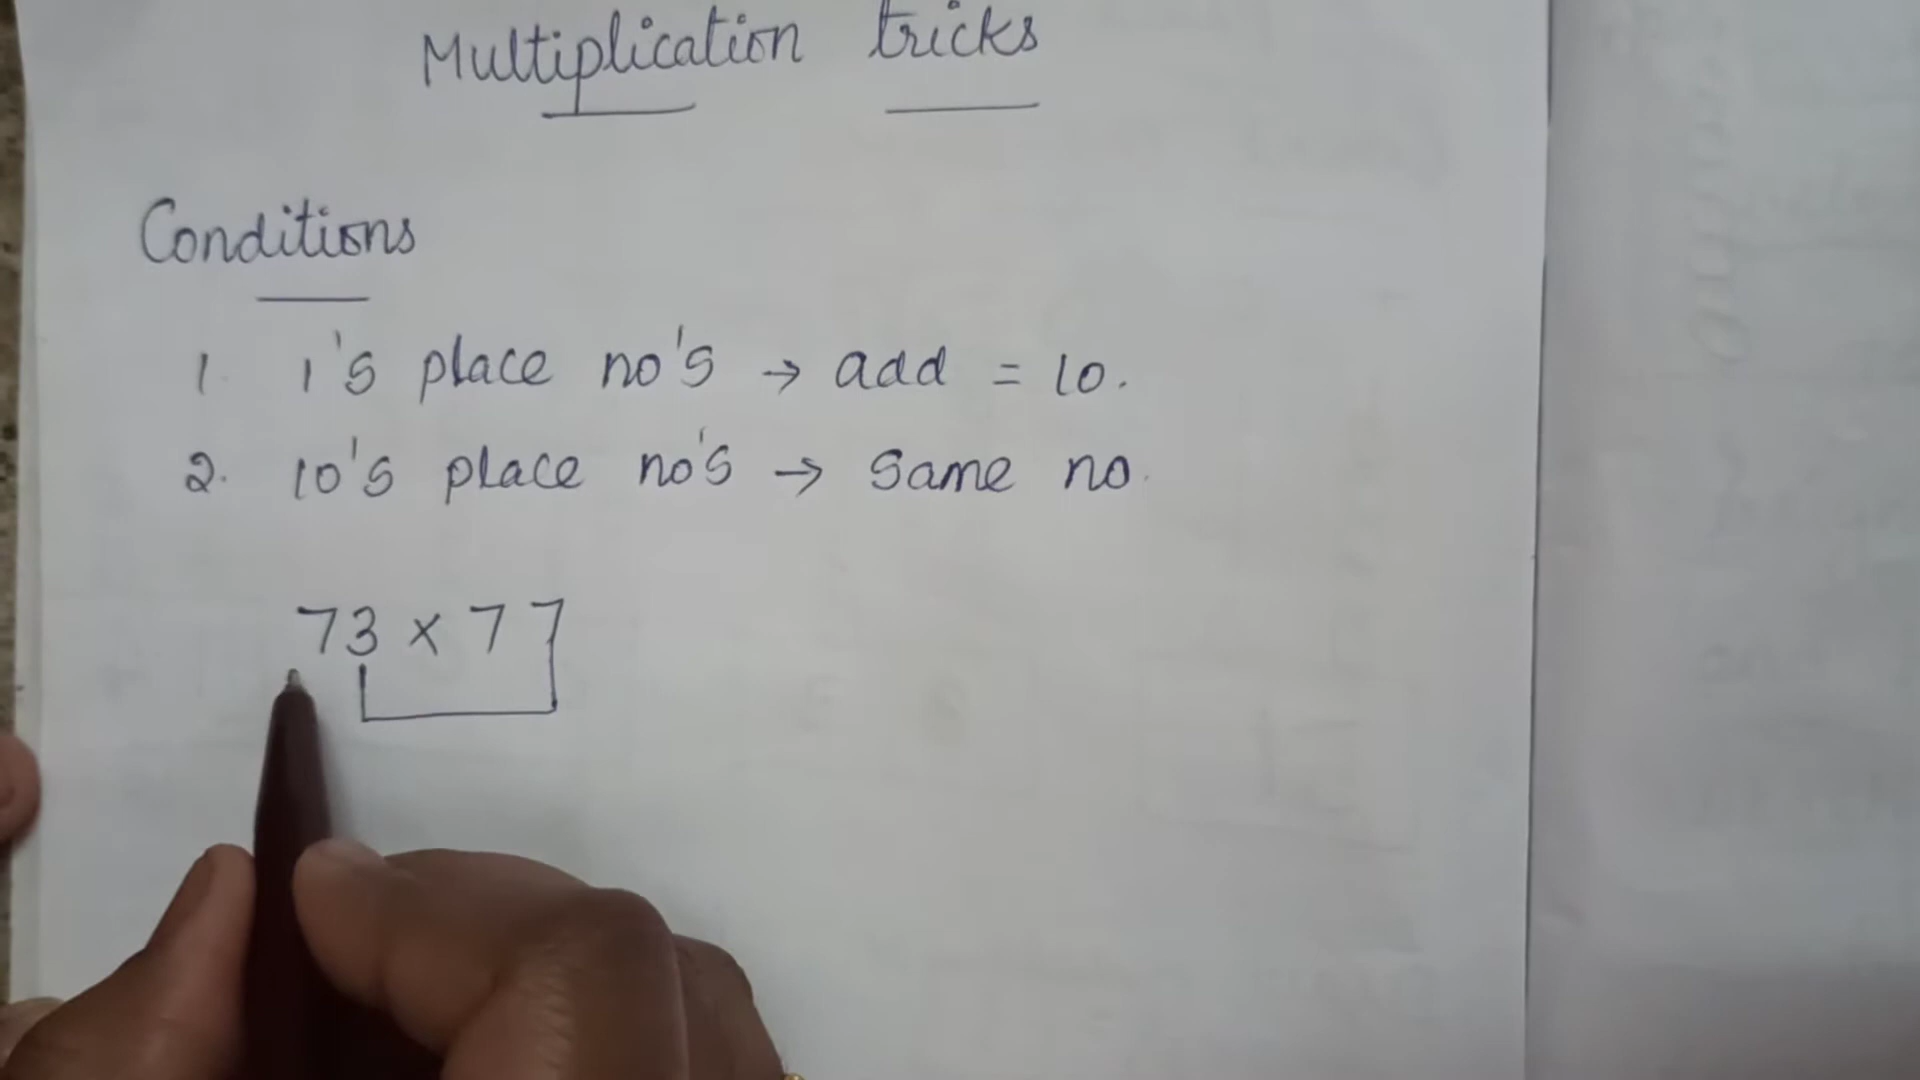 Multiplication tricks
Conditions
1. 1's place no's → add = 10.
2. 10's place no's → Same no.
73 × 77